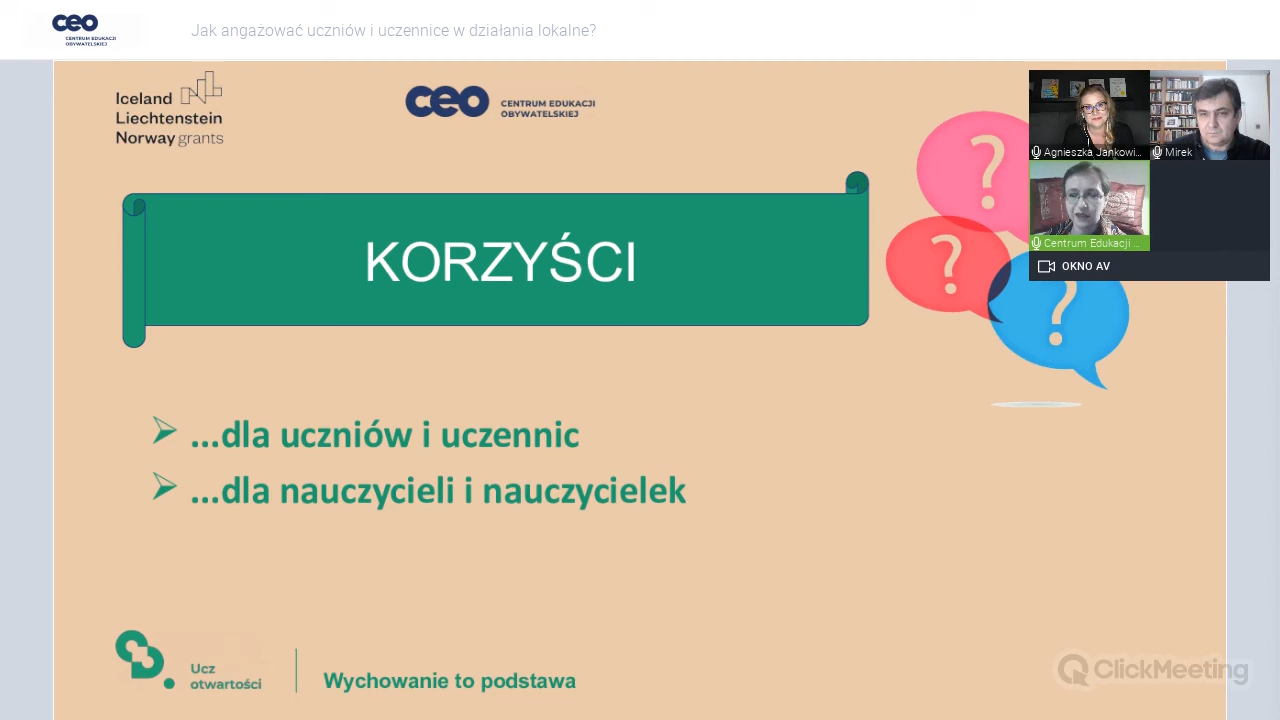 ceo
CENTRUM EDUKACJI
OBYWATELSKIEJ
Jak angażować uczniów i uczennice w działania lokalne?
Iceland
Liechtenstein
Norway grants
ceo
CENTRUM EDUKACJI
OBYWATELSKIEJ
?
?
?
Agnieszka Jankowi...
Mirek
Centrum Edukacji ...
OKNO AV
KORZYŚCI
...dla uczniów i uczennic
...dla nauczycieli i nauczycielek
Ucz
otwartości
Wychowanie to podstawa
ClickMeeting